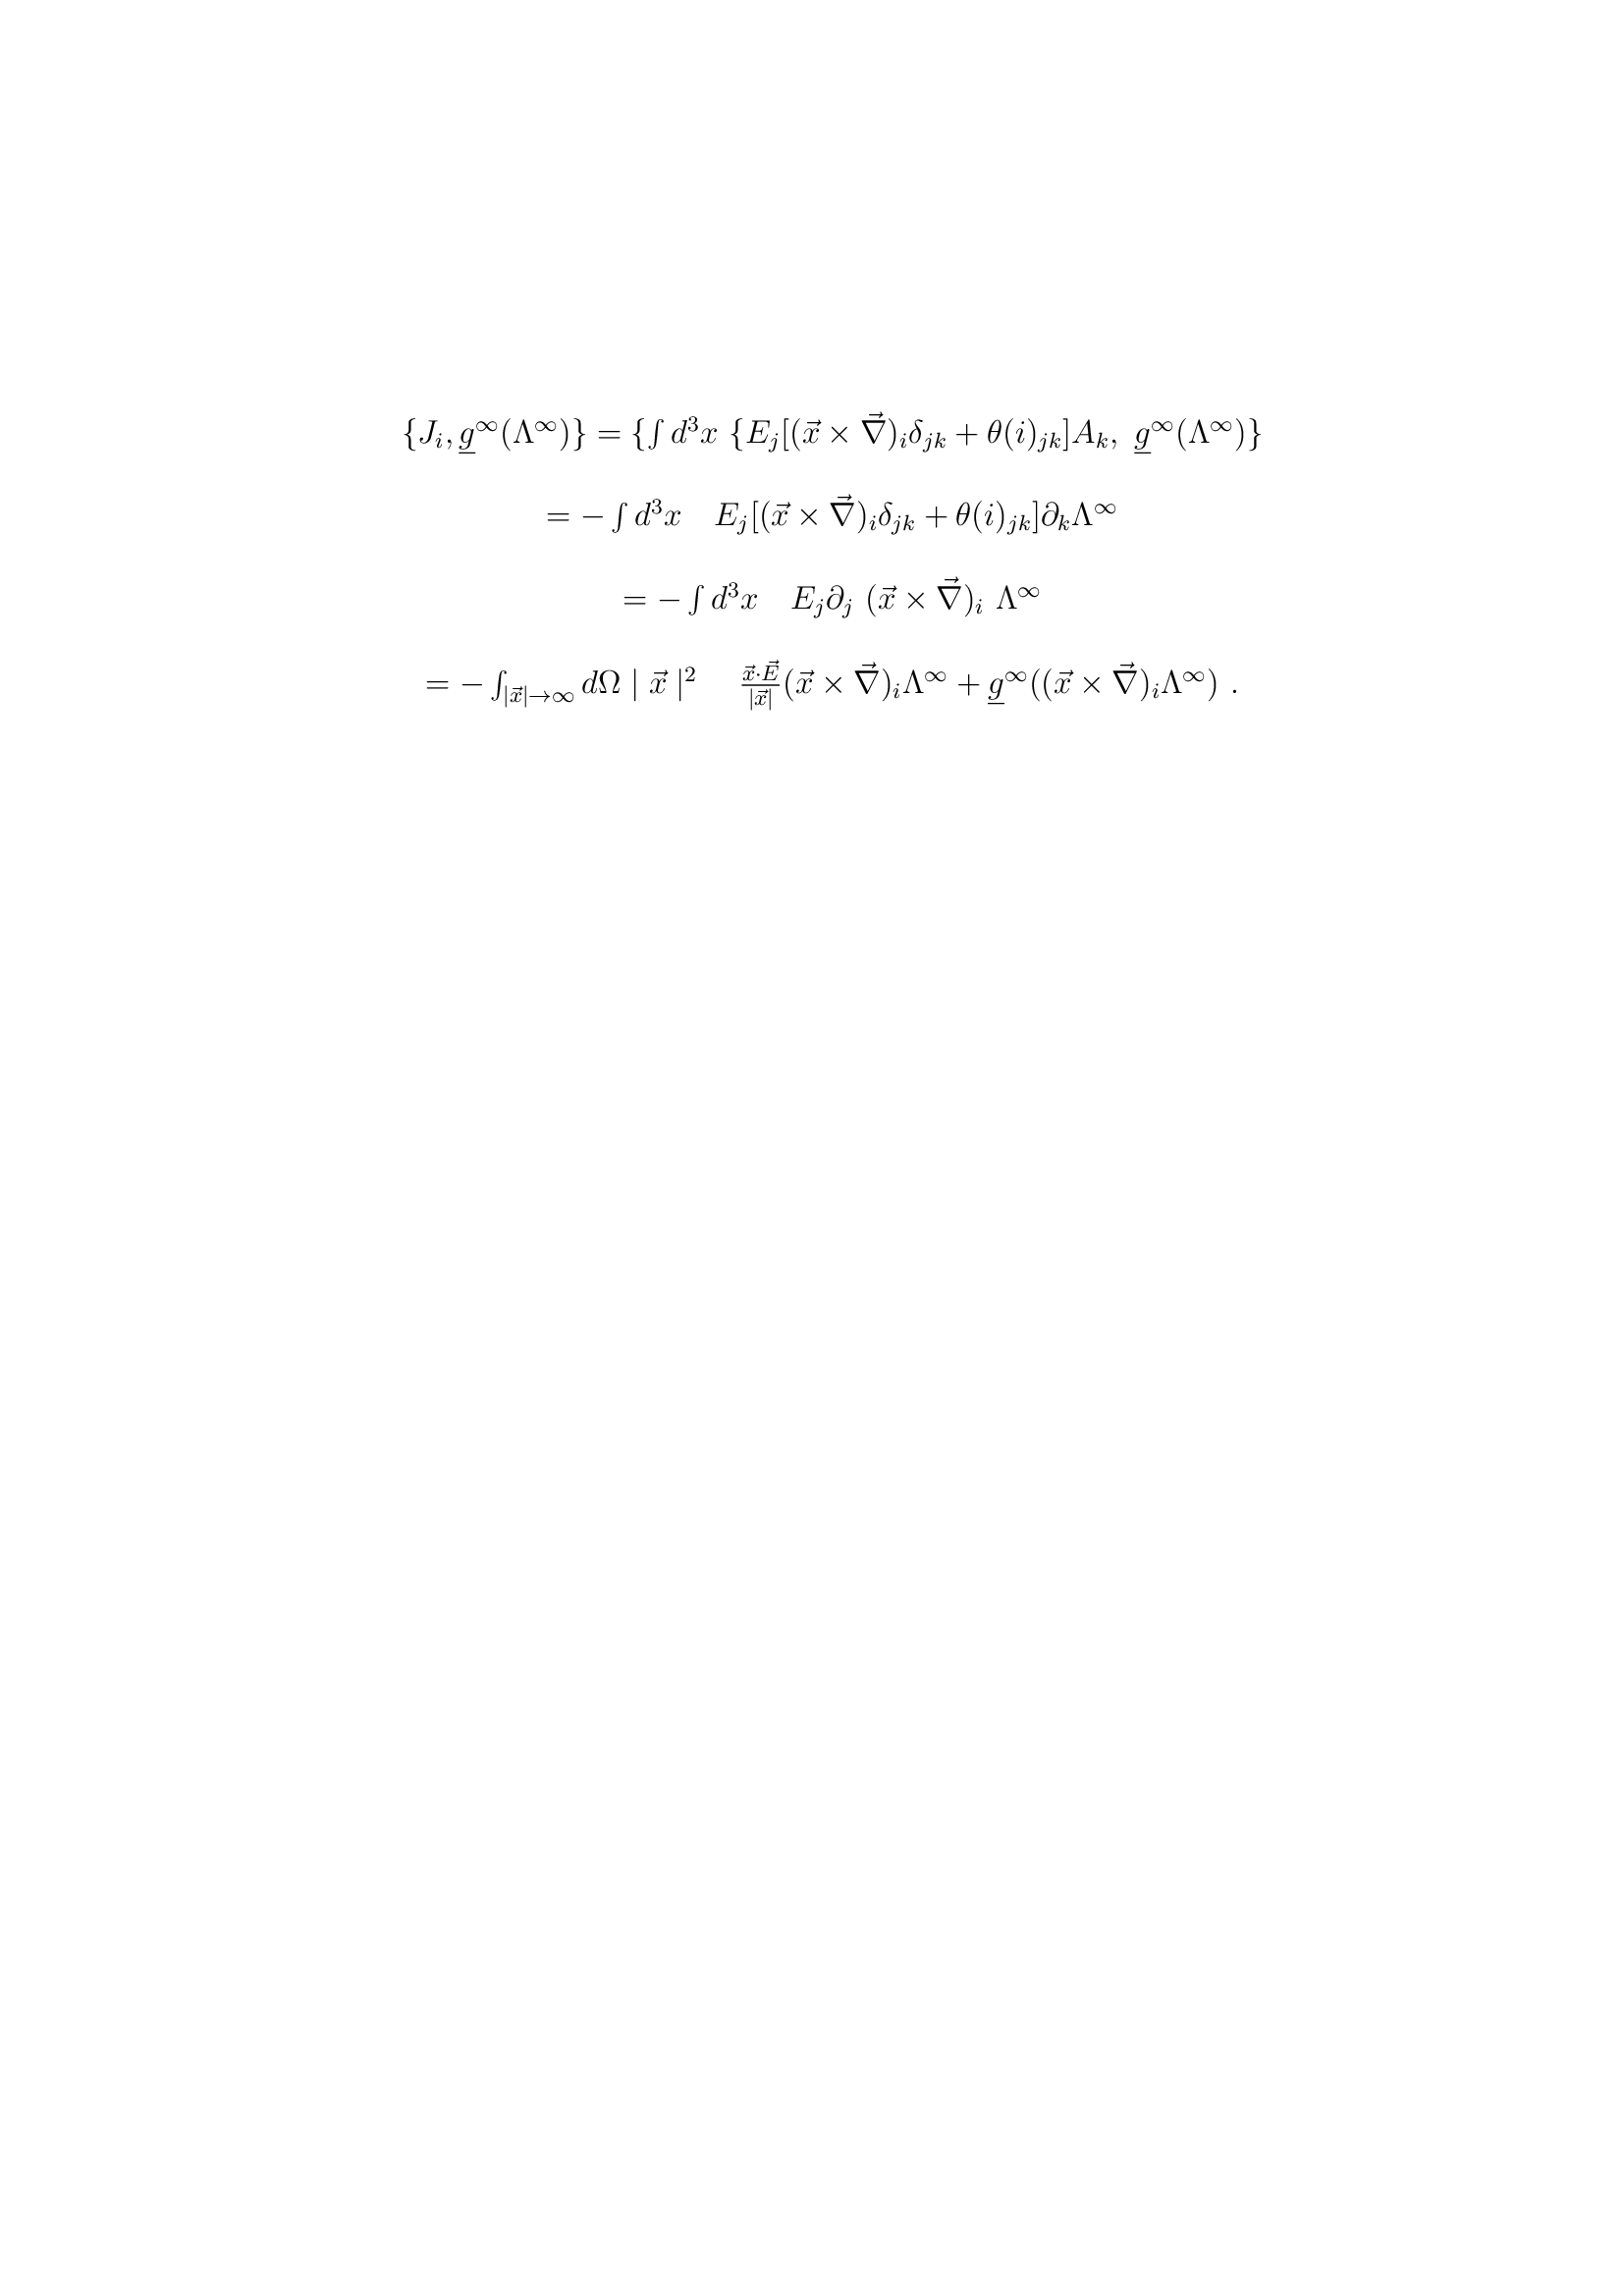 $\{J_i, \underline{g}^\infty(\Lambda^\infty)\} = \{\int d^3x \ \{E_j[(\vec{x} \times \vec{\nabla})_i \delta_{jk} + \theta(i)_{jk}]A_k, \ \underline{g}^\infty(\Lambda^\infty)\}$
$= -\int d^3x \quad E_j[(\vec{x} \times \vec{\nabla})_i \delta_{jk} + \theta(i)_{jk}]\partial_k \Lambda^\infty$
$= -\int d^3x \quad E_j \partial_j \ (\vec{x} \times \vec{\nabla})_i \ \Lambda^\infty$
$= -\int_{|\vec{x}| \to \infty} d\Omega \mid \vec{x} \mid^2 \quad \frac{\vec{x} \cdot \vec{E}}{|\vec{x}|}(\vec{x} \times \vec{\nabla})_i \Lambda^\infty + \underline{g}^\infty((\vec{x} \times \vec{\nabla})_i \Lambda^\infty) \ .$